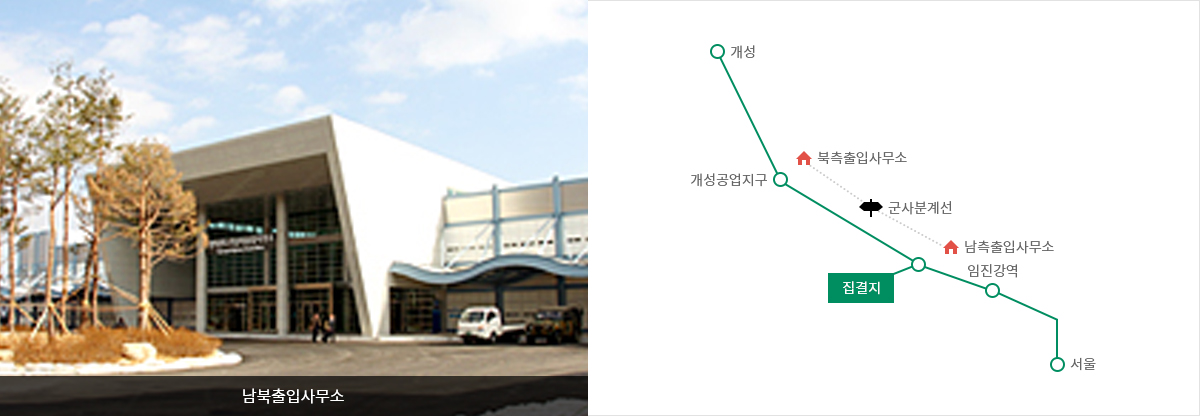 남북출입사무소
개성
북측출입사무소
개성공업지구
군사분계선
남측출입사무소
임진강역
집결지
서울